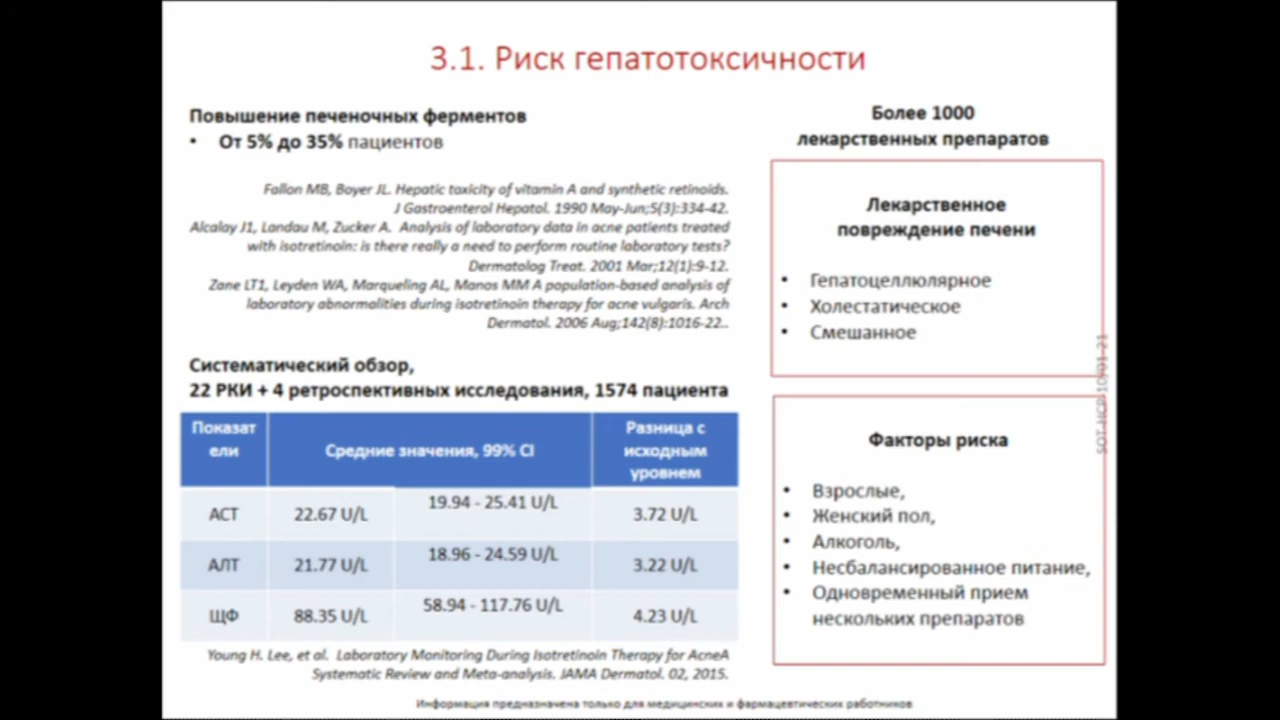 3.1. Риск гепатотоксичности
Повышение печеночных ферментов
• От 5% до 35% пациентов
Fallon MB, Boyer JL. Hepatic toxicity of vitamin A and synthetic retinoids.
J Gastroenterol Hepatol. 1990 May-Jun;5(3):334-42.
Alcalay J1, Landau M, Zucker A. Analysis of laboratory data in acne patients treated
with isotretinoin: is there really a need to perform routine laboratory tests?
Dermatolog Treat. 2001 Mar;12(1):9-12.
Zane LT1, Leyden WA, Marqueling AL, Manos MM A population-based analysis of
laboratory abnormalities during isotretinoin therapy for acne vulgaris. Arch
Dermatol. 2006 Aug;142(8):1016-22..
Систематический обзор,
22 РКИ + 4 ретроспективных исследования, 1574 пациента
Показат
ели
Средние значения, 99% CI
Разница с
исходным
уровнем
АСТ 22.67 U/L 19.94 - 25.41 U/L 3.72 U/L
АЛТ 21.77 U/L 18.96 - 24.59 U/L 3.22 U/L
ЩФ 88.35 U/L 58.94 - 117.76 U/L 4.23 U/L
Young H. Lee, et al. Laboratory Monitoring During Isotretinoin Therapy for AcneA
Systematic Review and Meta-analysis. JAMA Dermatol. 02, 2015.
Более 1000
лекарственных препаратов
Лекарственное
повреждение печени
• Гепатоцеллюлярное
• Холестатическое
• Смешанное
Факторы риска
• Взрослые,
• Женский пол,
• Алкоголь,
• Несбалансированное питание,
• Одновременный прием
нескольких препаратов
SOT-HCP-10/01-21
Информация предназначена только для медицинских и фармацевтических работников